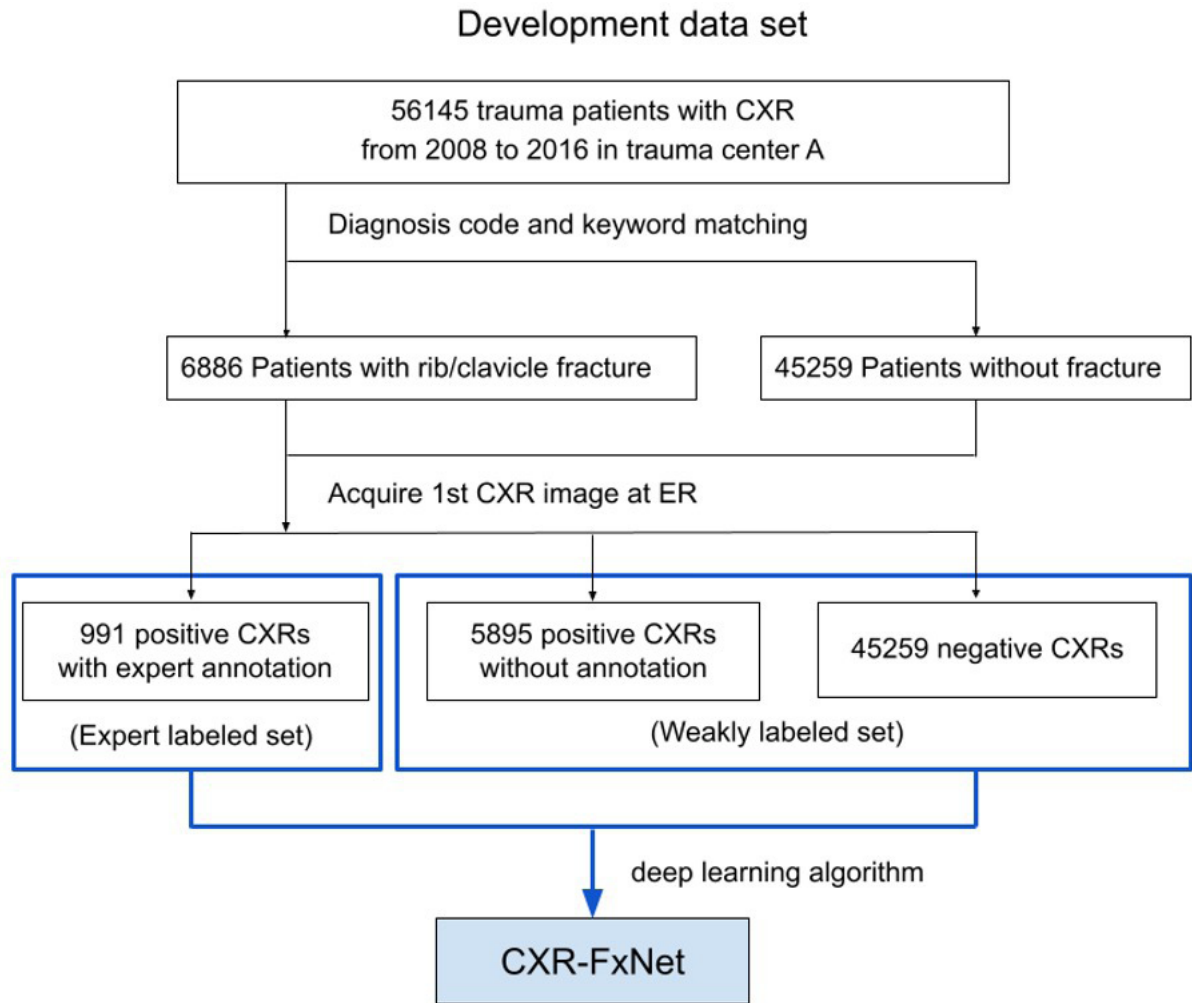 Development data set
56145 trauma patients with CXR
from 2008 to 2016 in trauma center A
Diagnosis code and keyword matching
6886 Patients with rib/clavicle fracture
45259 Patients without fracture
Acquire 1st CXR image at ER
991 positive CXRs
with expert annotation
5895 positive CXRs
without annotation
45259 negative CXRs
(Expert labeled set)
(Weakly labeled set)
deep learning algorithm
CXR-FxNet